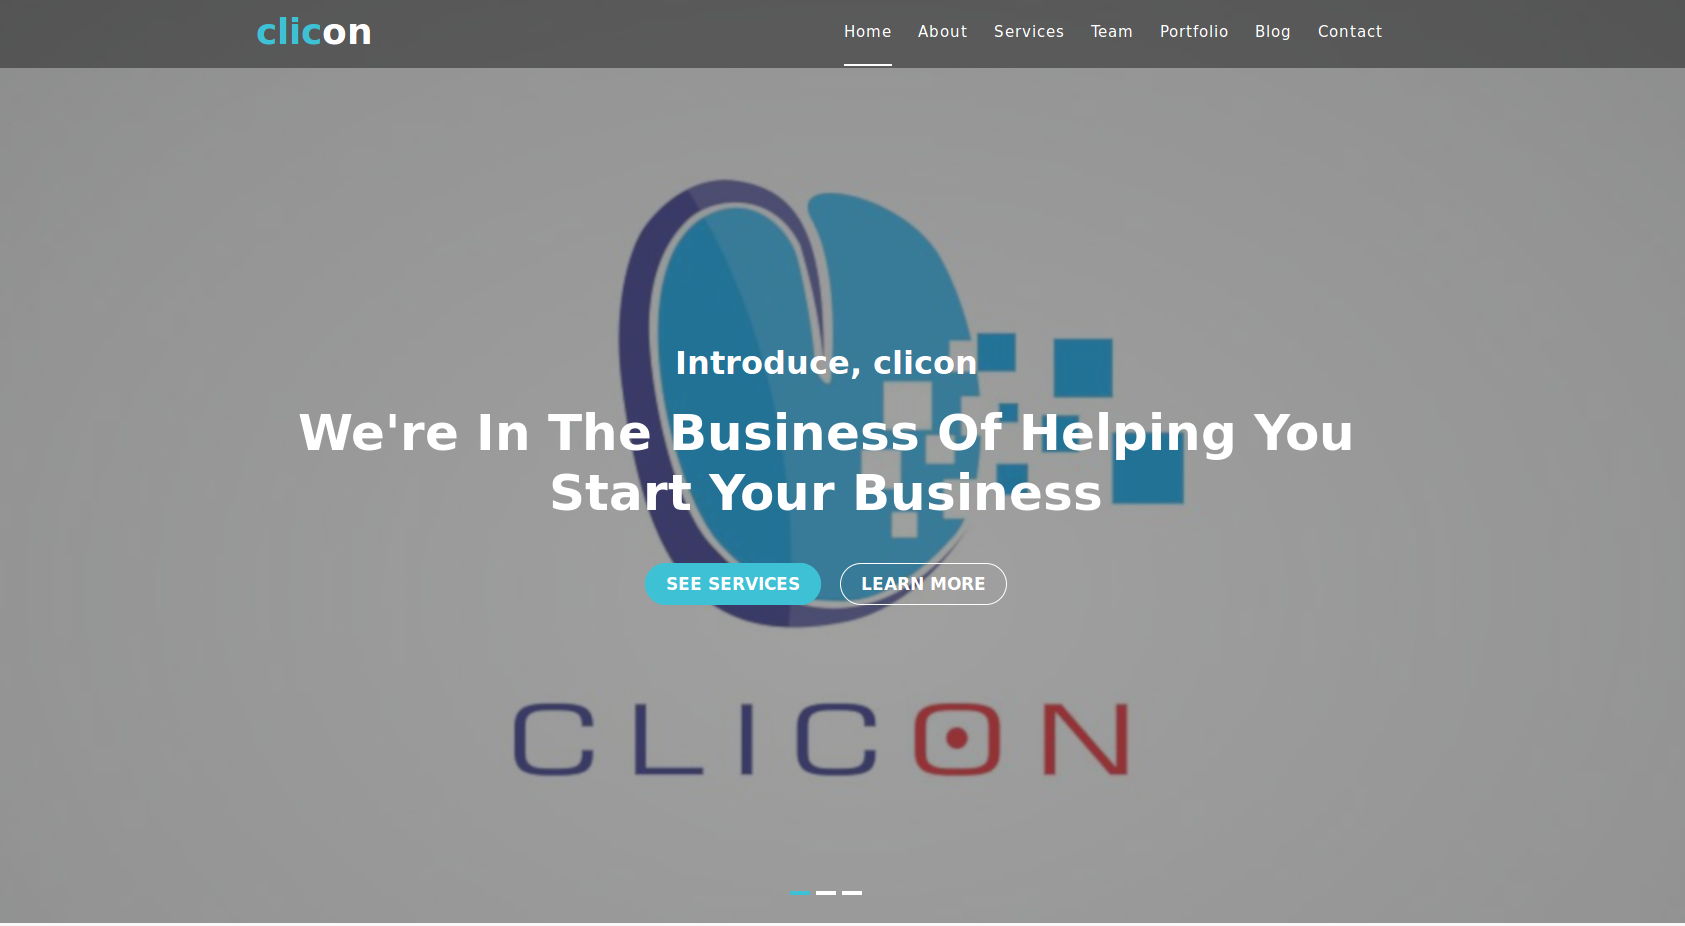 clicon
Home About Services Team Portfolio Blog Contact
Introduce, clicon
We're In The Business Of Helping You
Start Your Business
SEE SERVICES LEARN MORE
CLICON